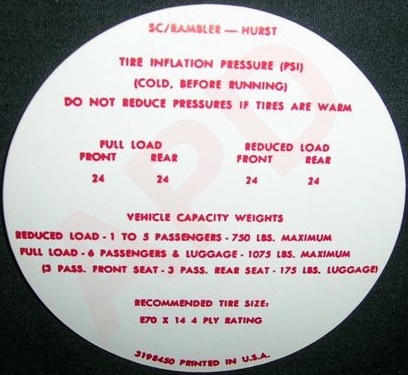 SC/RAMBLER — HURST
TIRE INFLATION PRESSURE (PSI)
(COLD, BEFORE RUNNING)
DO NOT REDUCE PRESSURES IF TIRES ARE WARM
FULL LOAD REDUCED LOAD
FRONT REAR FRONT REAR
24 24 24 24
VEHICLE CAPACITY WEIGHTS
REDUCED LOAD - 1 TO 5 PASSENGERS - 750 LBS. MAXIMUM
FULL LOAD - 6 PASSENGERS & LUGGAGE - 1075 LBS. MAXIMUM
(3 PASS. FRONT SEAT - 3 PASS. REAR SEAT - 175 LBS. LUGGAGE)
RECOMMENDED TIRE SIZE:
E70 X 14 4 PLY RATING
3198450 PRINTED IN U.S.A.
APD